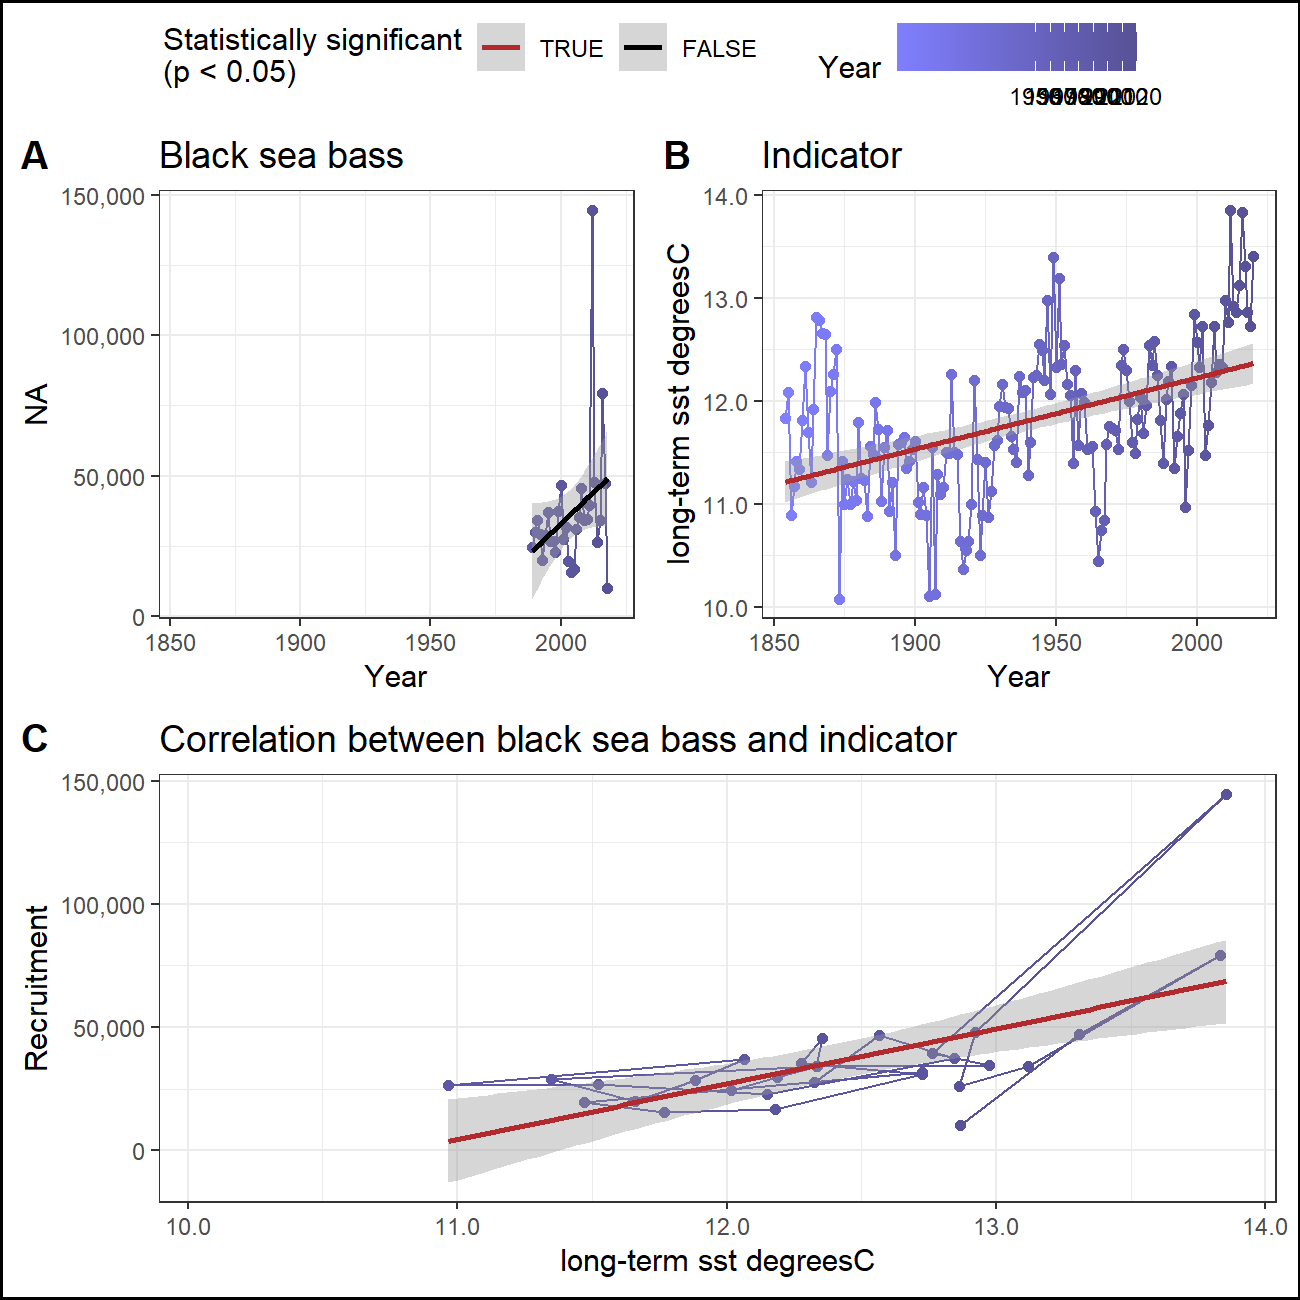 Statistically significant
(p < 0.05)
TRUE
FALSE
Year
A
Black sea bass
150,000
100,000
50,000
0
NA
1850
1900
1950
2000
Year
B
Indicator
14.0
13.0
12.0
11.0
10.0
long-term sst degreesC
1850
1900
1950
2000
Year
C
Correlation between black sea bass and indicator
150,000
100,000
50,000
0
Recruitment
10.0
11.0
12.0
13.0
14.0
long-term sst degreesC